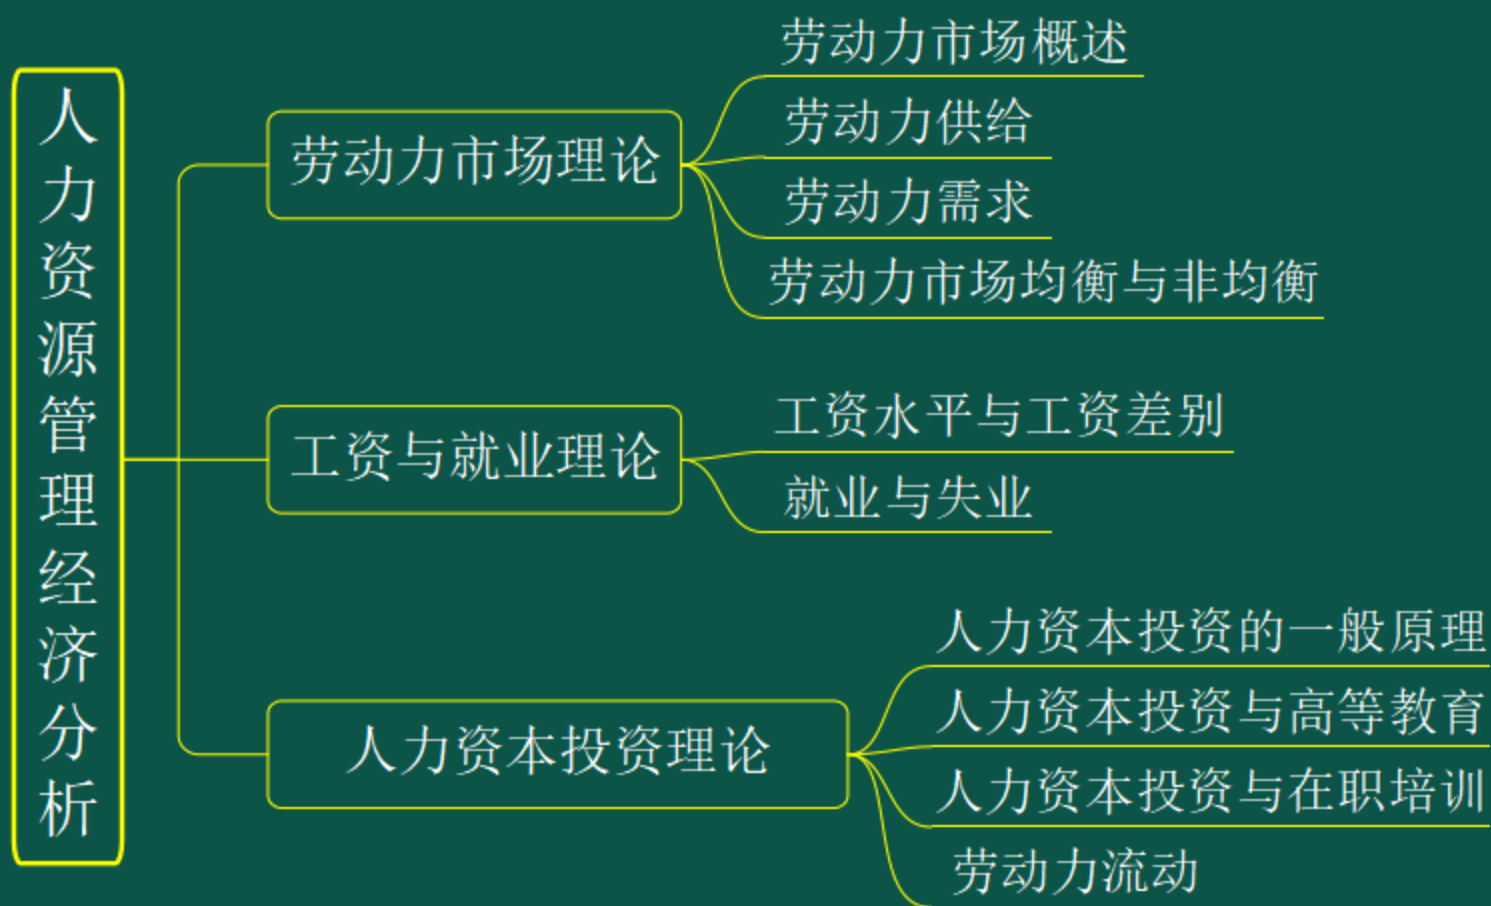 人力资源管理经济分析
劳动力市场理论
劳动力市场概述
劳动力供给
劳动力需求
劳动力市场均衡与非均衡
工资与就业理论
工资水平与工资差别
就业与失业
人力资本投资理论
人力资本投资的一般原理
人力资本投资与高等教育
人力资本投资与在职培训
劳动力流动